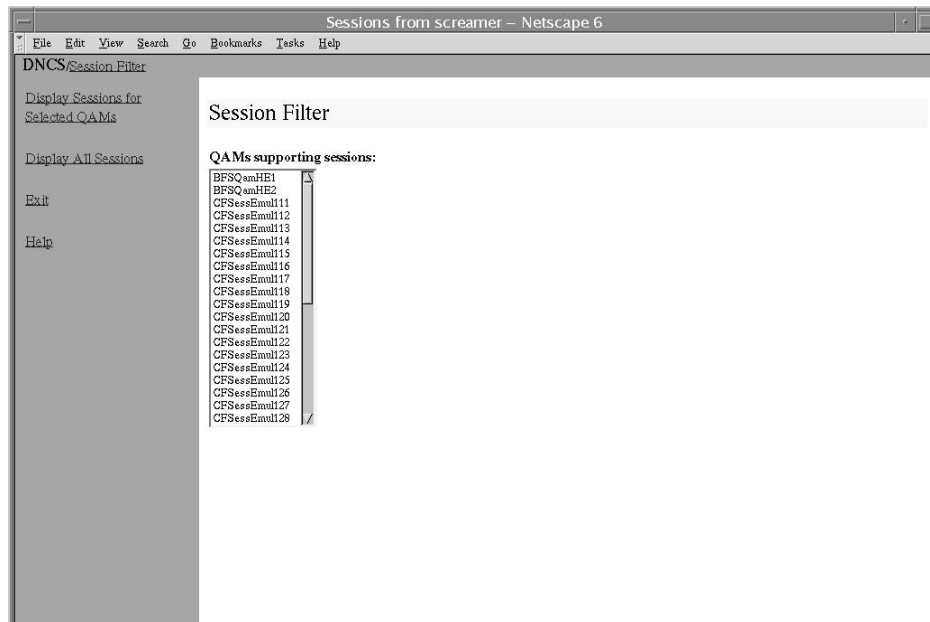 Sessions from screamer – Netscape 6
File Edit View Search Go Bookmarks Tasks Help
DNCS/Session Filter
Display Sessions for
Selected QAMs
Display All Sessions
Exit
Help
Session Filter
QAMs supporting sessions:
BFSQamHE1
BFSQamHE2
CFSessEmul111
CFSessEmul112
CFSessEmul113
CFSessEmul114
CFSessEmul115
CFSessEmul116
CFSessEmul117
CFSessEmul118
CFSessEmul119
CFSessEmul120
CFSessEmul121
CFSessEmul122
CFSessEmul123
CFSessEmul124
CFSessEmul125
CFSessEmul126
CFSessEmul127
CFSessEmul128